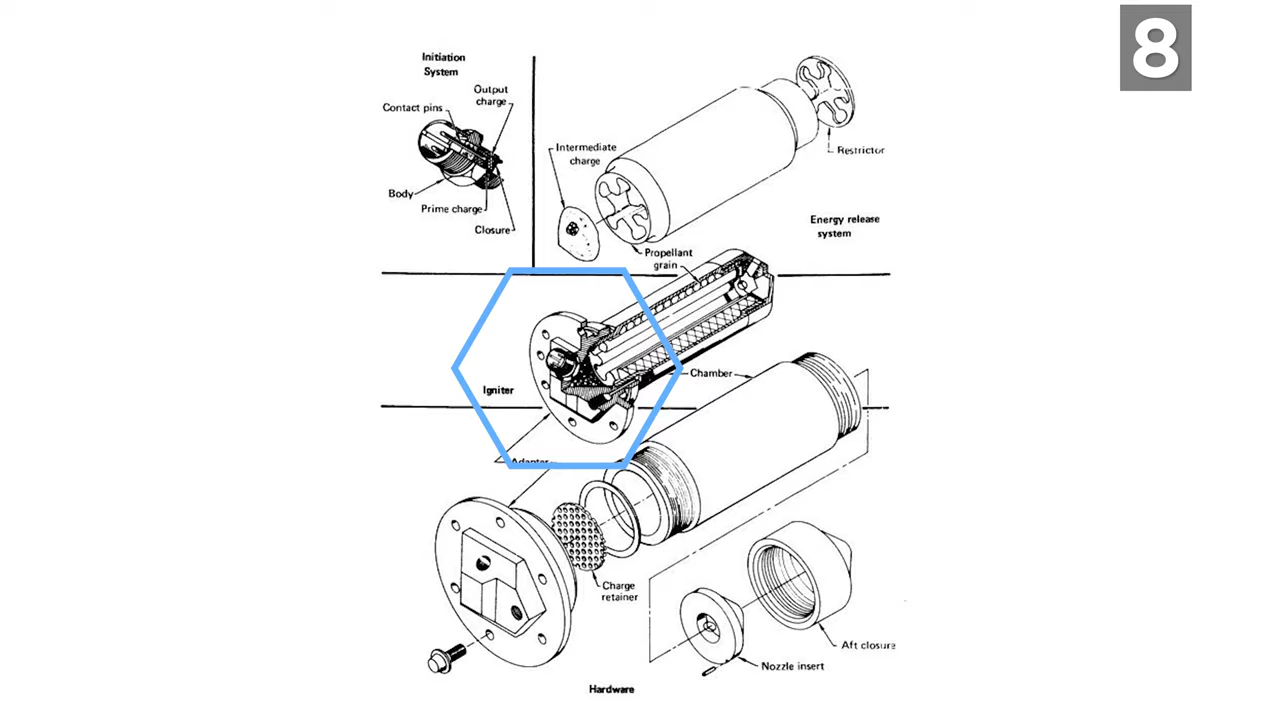 8
Initiation
System
Output
charge
Contact pins
Body
Prime charge
Closure
Intermediate
charge
Restrictor
Energy release
system
Propellant
grain
Igniter
Chamber
Adapter
Charge
retainer
Aft closure
Nozzle insert
Hardware